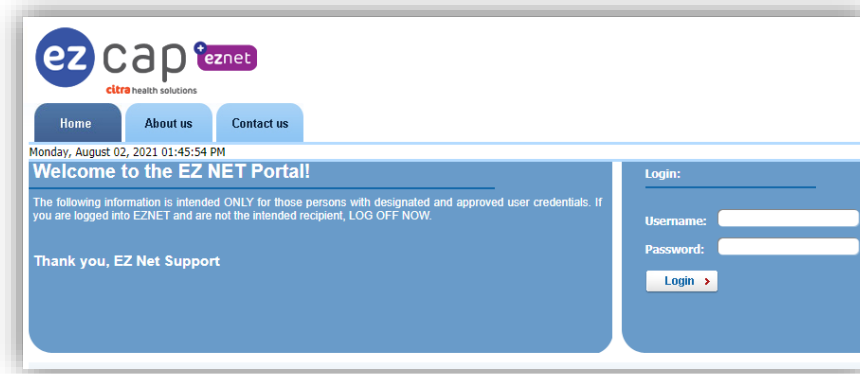 ez cap + eznet
citra health solutions
Home About us Contact us
Monday, August 02, 2021 01:45:54 PM
Welcome to the EZ NET Portal!
The following information is intended ONLY for those persons with designated and approved user credentials. If
you are logged into EZNET and are not the intended recipient, LOG OFF NOW.
Thank you, EZ Net Support
Login:
Username:
Password:
Login